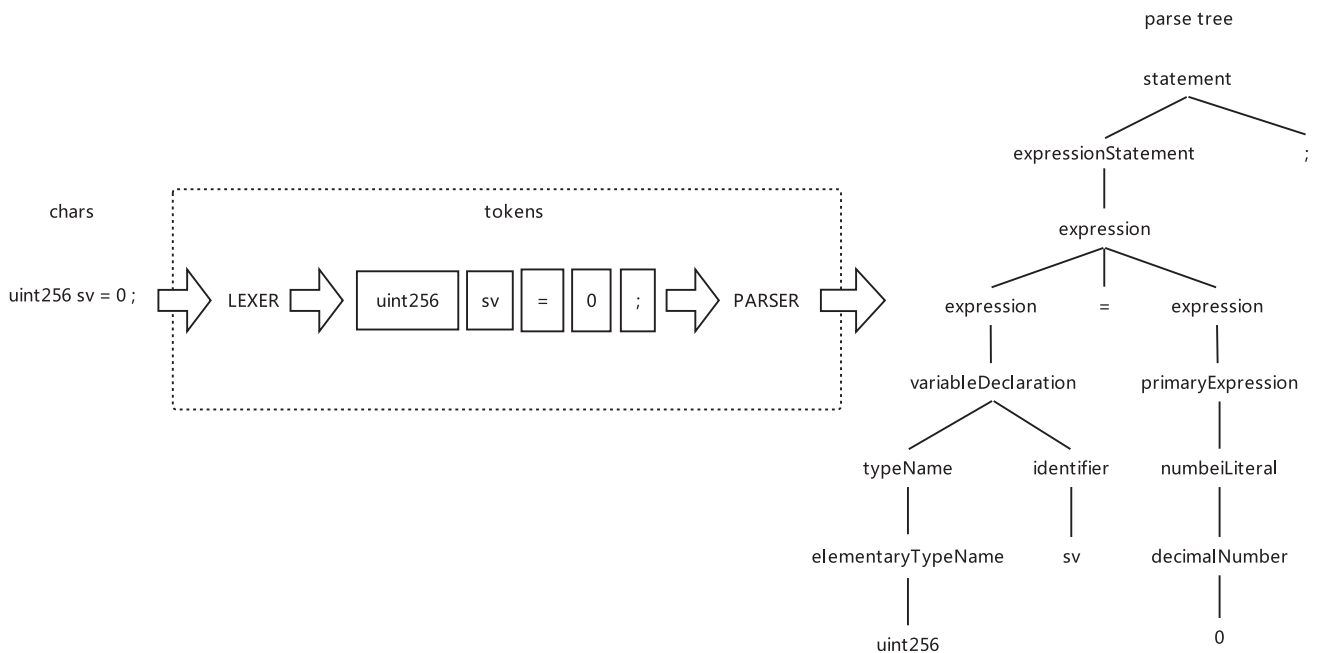 parse tree
statement
expressionStatement ;
expression
chars tokens
uint256 sv = 0 ; LEXER uint256 sv = 0 ; PARSER
expression = expression
variableDeclaration primaryExpression
typeName identifier numbeiLiteral
elementaryTypeName sv decimalNumber
uint256 0